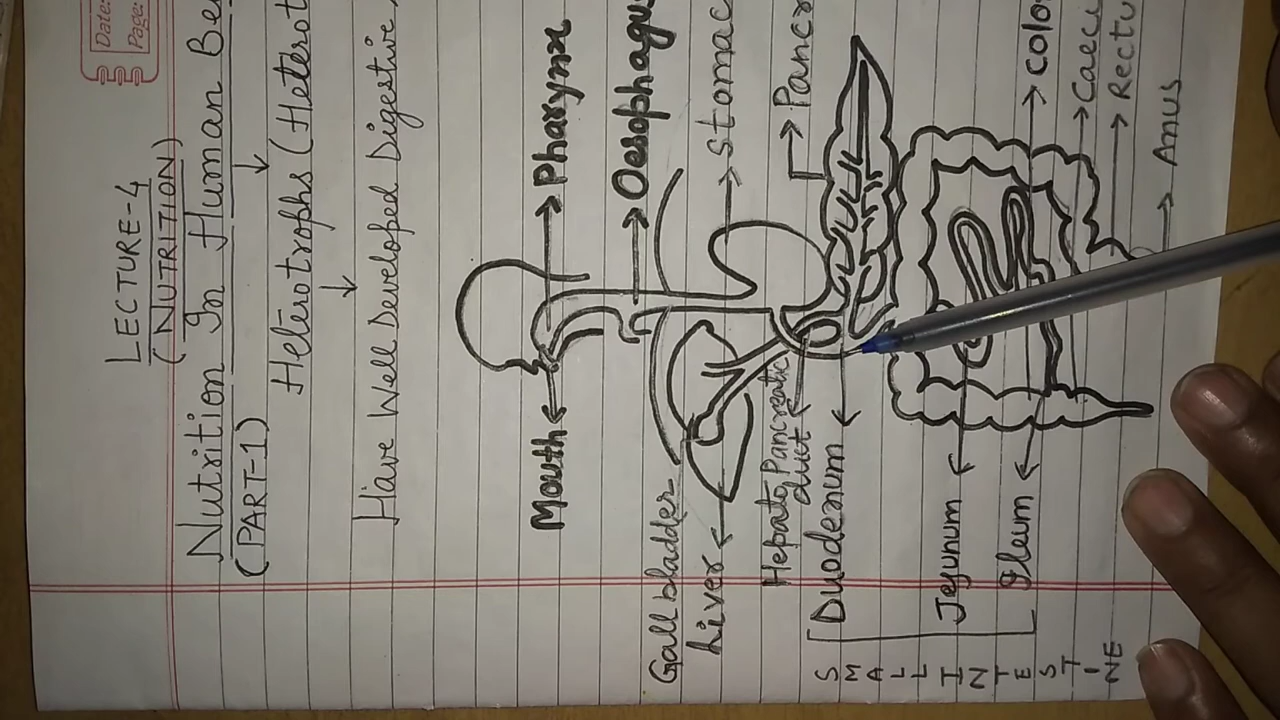 Date:
Page:
LECTURE-4
(NUTRITION)
Nutrition In Human Be
(PART-1)
Heterotrophs (Heterot
Have Well Developed Digestive
Mouth
Pharynx
Oesophagus
Gall bladder
Liver
Stomac
Hepato Pancreatic
duct
Pancr
Duodenum
Jejunum
Ileum
SMALL INTESTINE
Colo
Caecu
Rectu
Anus